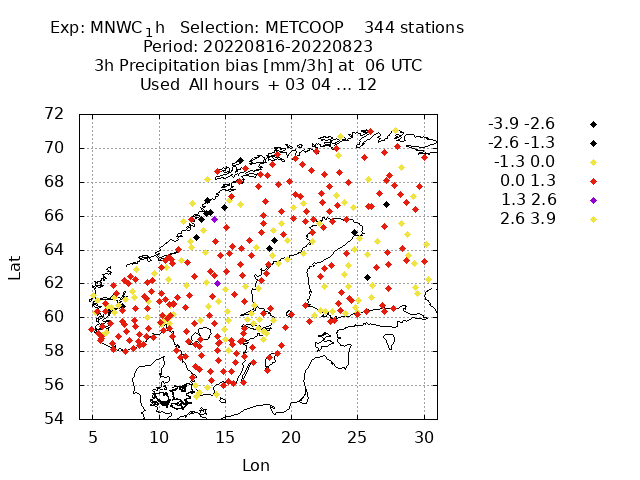 Exp: MNWC_1h   Selection: METCOOP    344 stations
Period: 20220816-20220823
3h Precipitation bias [mm/3h] at  06 UTC
Used  All hours  + 03 04 ... 12
72
70
68
66
64
62
60
58
56
54
5 10 15 20 25 30
Lat
Lon
-3.9 -2.6
-2.6 -1.3
-1.3 0.0
0.0 1.3
1.3 2.6
2.6 3.9